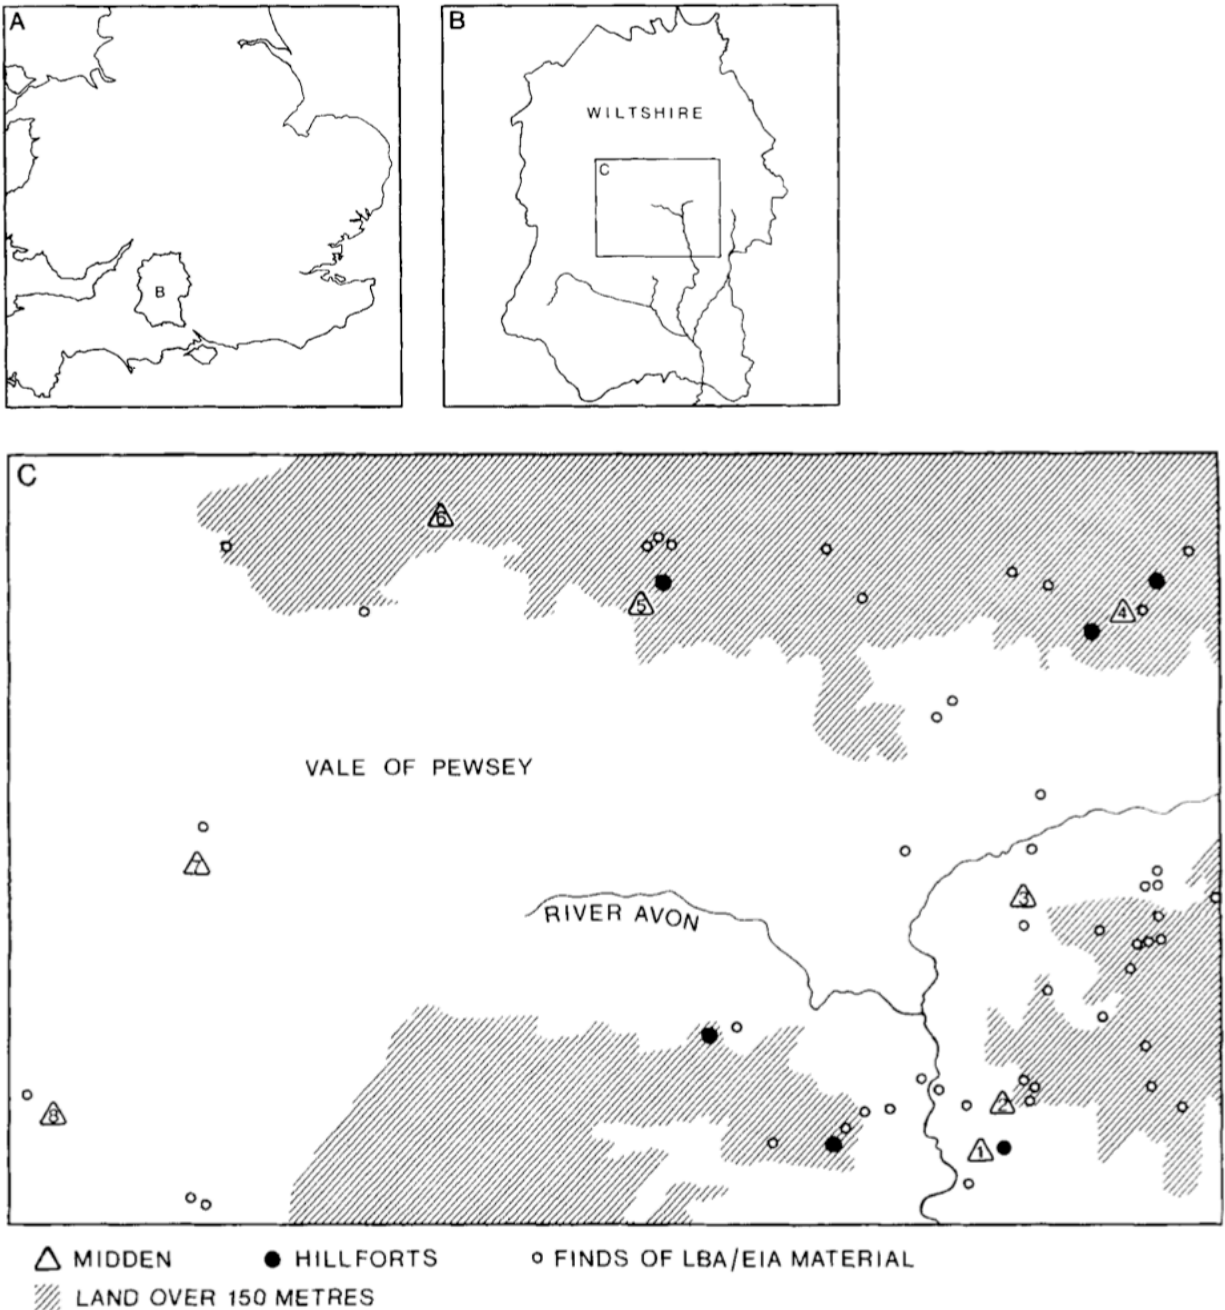 A
B
B
WILTSHIRE
C
C
6
5
4
VALE OF PEWSEY
7
3
RIVER AVON
8
2
1
MIDDEN
HILLFORTS
FINDS OF LBA/EIA MATERIAL
LAND OVER 150 METRES